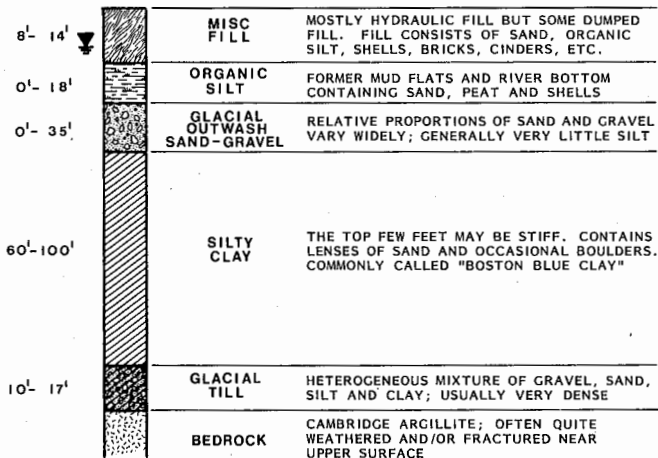 8'- 14'
MISC
FILL
MOSTLY HYDRAULIC FILL BUT SOME DUMPED
FILL. FILL CONSISTS OF SAND, ORGANIC
SILT, SHELLS, BRICKS, CINDERS, ETC.
0'- 18'
ORGANIC
SILT
FORMER MUD FLATS AND RIVER BOTTOM
CONTAINING SAND, PEAT AND SHELLS
0'- 35'
GLACIAL
OUTWASH
SAND-GRAVEL
RELATIVE PROPORTIONS OF SAND AND GRAVEL
VARY WIDELY; GENERALLY VERY LITTLE SILT
60'-100'
SILTY
CLAY
THE TOP FEW FEET MAY BE STIFF. CONTAINS
LENSES OF SAND AND OCCASIONAL BOULDERS.
COMMONLY CALLED "BOSTON BLUE CLAY"
10'- 17'
GLACIAL
TILL
HETEROGENEOUS MIXTURE OF GRAVEL, SAND,
SILT AND CLAY; USUALLY VERY DENSE
BEDROCK
CAMBRIDGE ARGILLITE; OFTEN QUITE
WEATHERED AND/OR FRACTURED NEAR
UPPER SURFACE